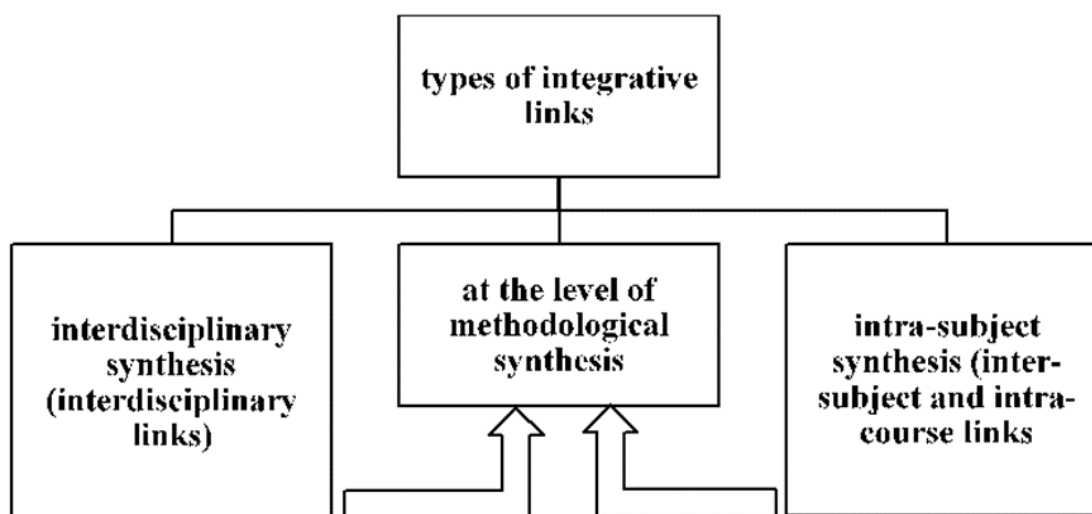 types of integrative
links
interdisciplinary
synthesis
(interdisciplinary
links)
at the level of
methodological
synthesis
intra-subject
synthesis (inter-
subject and intra-
course links